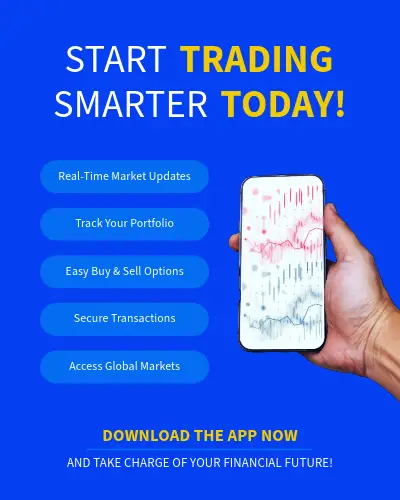 START TRADING
SMARTER TODAY!
Real-Time Market Updates
Track Your Portfolio
Easy Buy & Sell Options
Secure Transactions
Access Global Markets
DOWNLOAD THE APP NOW
AND TAKE CHARGE OF YOUR FINANCIAL FUTURE!